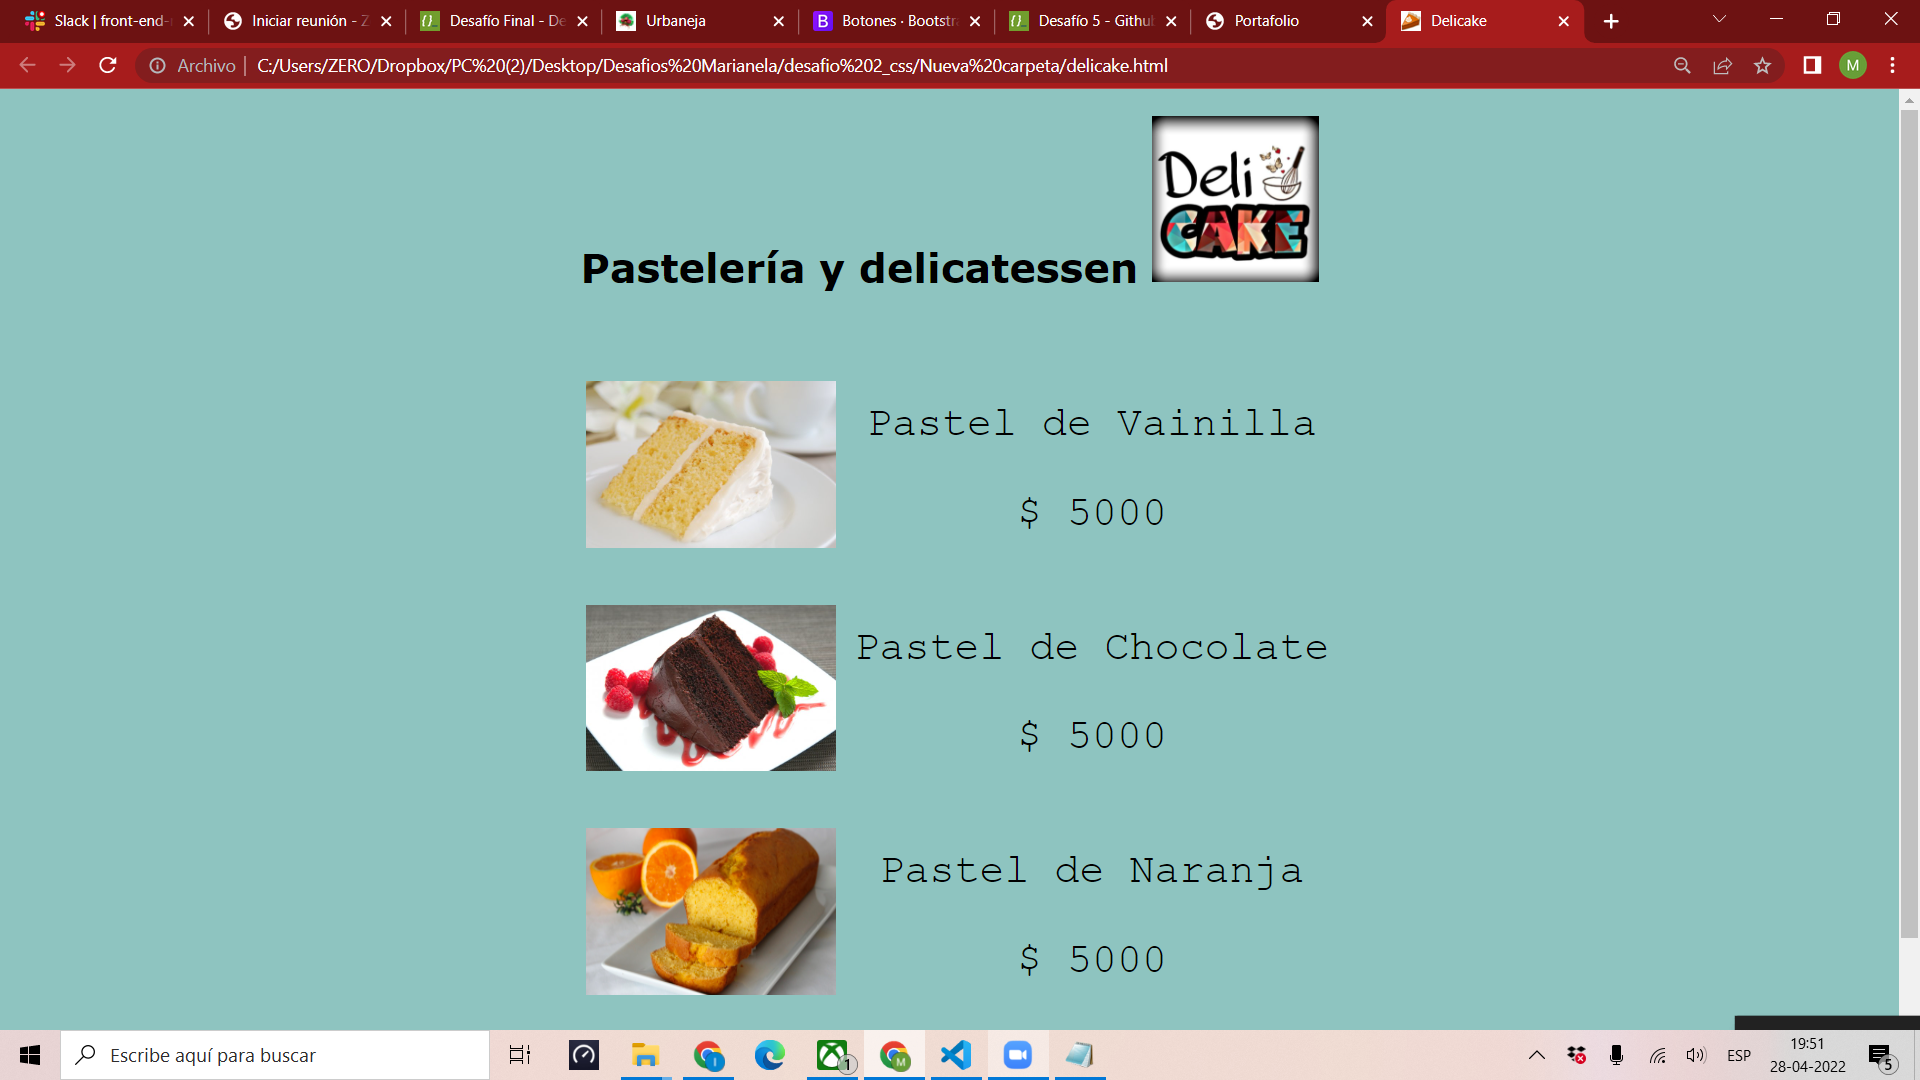 Slack | front-end-
Iniciar reunión - Z
Desafío Final - De
Urbaneja
Botones · Bootstra
Desafío 5 - Github
Portafolio
Delicake
Archivo | C:/Users/ZERO/Dropbox/PC%20(2)/Desktop/Desafios%20Marianela/desafio%202_css/Nueva%20carpeta/delicake.html
M
Deli
CAKE
Pastelería y delicatessen
Pastel de Vainilla
$ 5000
Pastel de Chocolate
$ 5000
Pastel de Naranja
$ 5000
Escribe aquí para buscar
I
1
M
ESP
19:51
28-04-2022
5